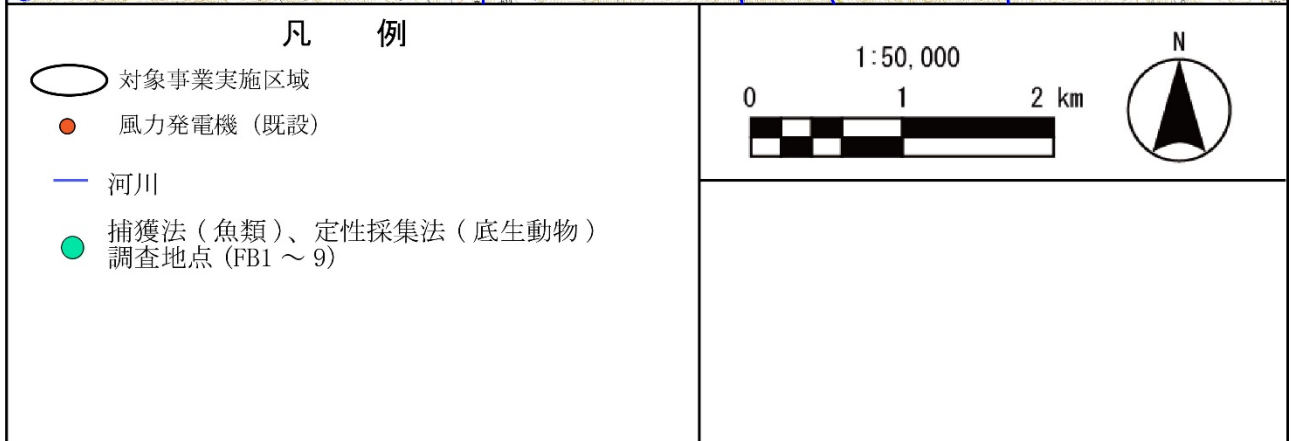 凡　例
対象事業実施区域
風力発電機 (既設)
河川
捕獲法 ( 魚類 )、定性採集法 ( 底生動物 )
調査地点 (FB1 ～ 9)
1:50,000
0 1 2 km
N